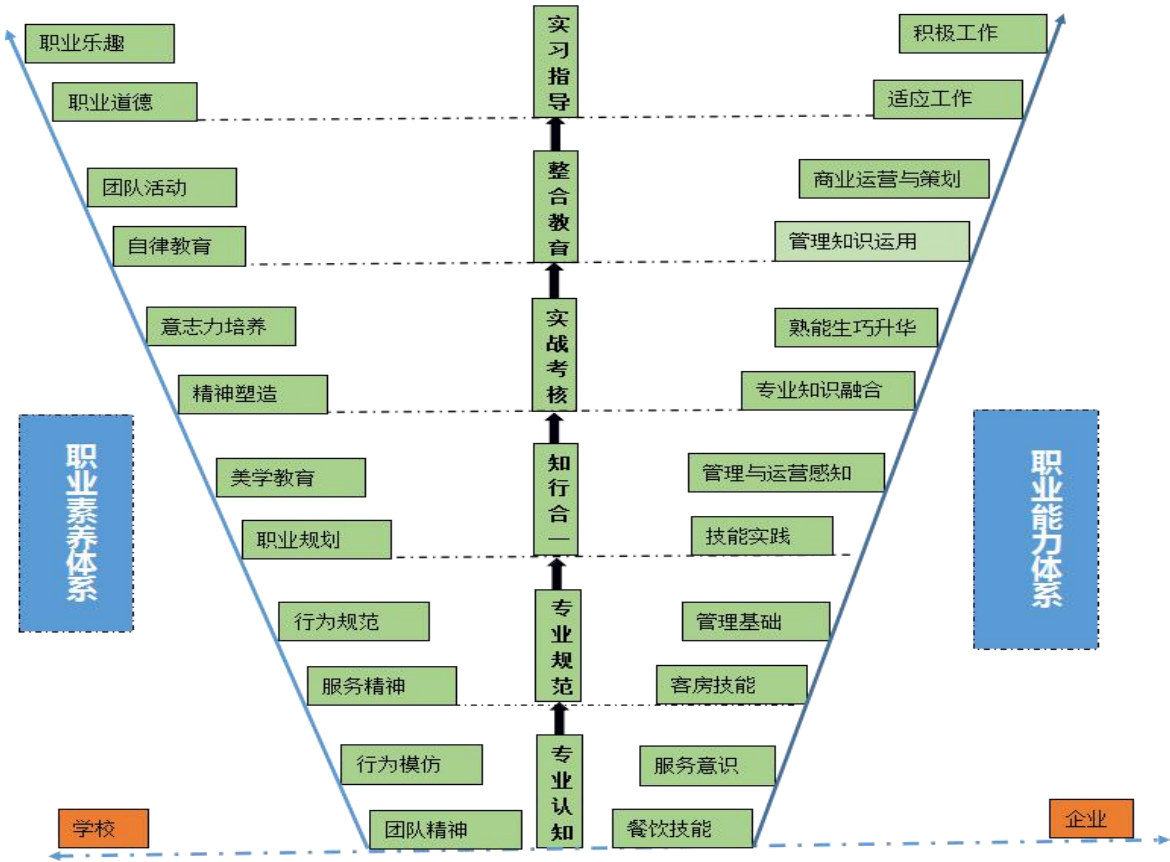 职业乐趣
实习指导
积极工作
职业道德
适应工作
团队活动
整合教育
商业运营与策划
自律教育
管理知识运用
意志力培养
实战考核
熟能生巧升华
精神塑造
专业知识融合
职业素养体系
美学教育
知行合一
管理与运营感知
职业能力体系
职业规划
技能实践
行为规范
专业规范
管理基础
服务精神
客房技能
行为模仿
专业认知
服务意识
学校
团队精神
餐饮技能
企业